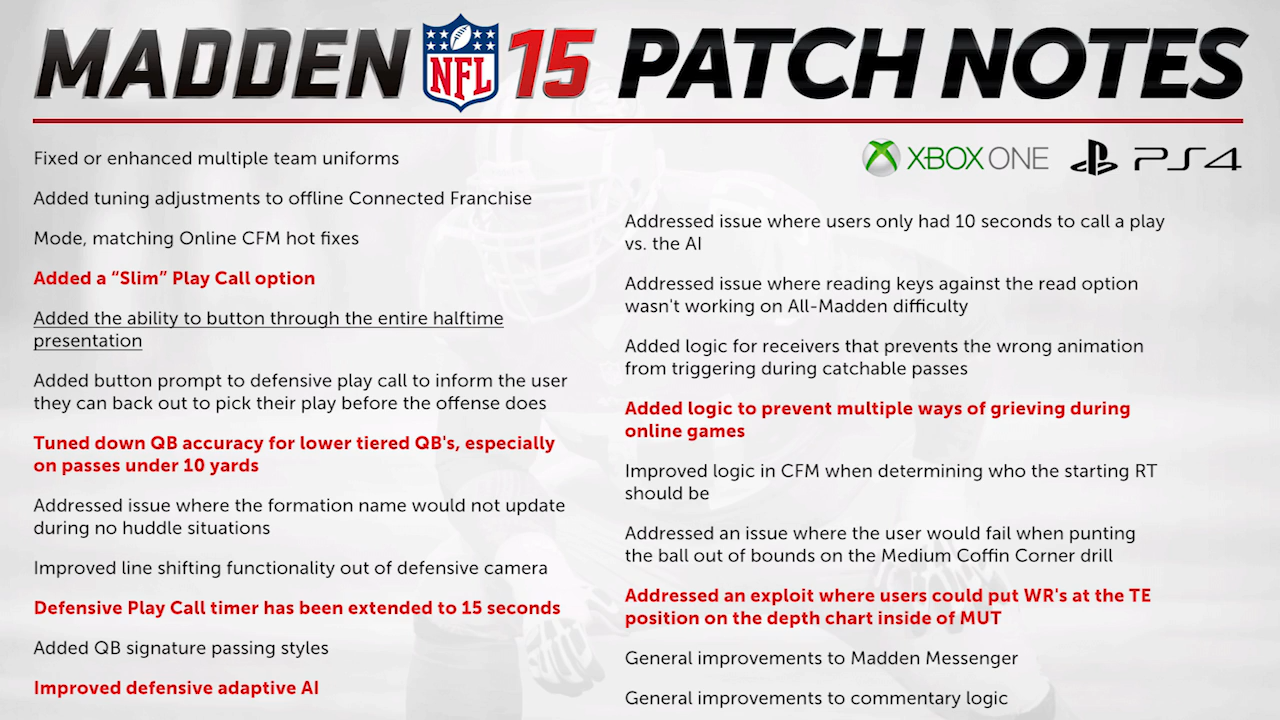 MADDEN NFL 15 PATCH NOTES
XBOX ONE PS4
Fixed or enhanced multiple team uniforms
Added tuning adjustments to offline Connected Franchise
Mode, matching Online CFM hot fixes
Added a “Slim” Play Call option
Added the ability to button through the entire halftime
presentation
Added button prompt to defensive play call to inform the user
they can back out to pick their play before the offense does
Tuned down QB accuracy for lower tiered QB's, especially
on passes under 10 yards
Addressed issue where the formation name would not update
during no huddle situations
Improved line shifting functionality out of defensive camera
Defensive Play Call timer has been extended to 15 seconds
Added QB signature passing styles
Improved defensive adaptive AI
Addressed issue where users only had 10 seconds to call a play
vs. the AI
Addressed issue where reading keys against the read option
wasn't working on All-Madden difficulty
Added logic for receivers that prevents the wrong animation
from triggering during catchable passes
Added logic to prevent multiple ways of grieving during
online games
Improved logic in CFM when determining who the starting RT
should be
Addressed an issue where the user would fail when punting
the ball out of bounds on the Medium Coffin Corner drill
Addressed an exploit where users could put WR's at the TE
position on the depth chart inside of MUT
General improvements to Madden Messenger
General improvements to commentary logic